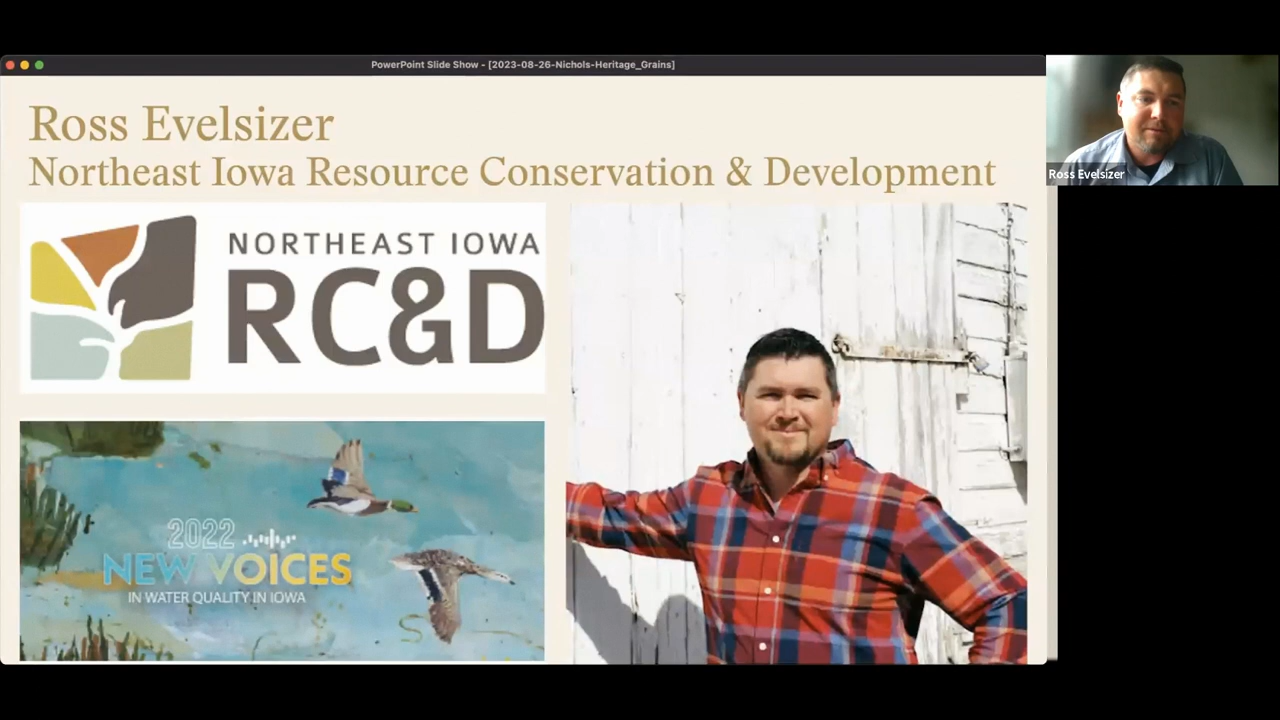 PowerPoint Slide Show - [2023-08-26-Nichols-Heritage_Grains]
Ross Evelsizer
Northeast Iowa Resource Conservation & Development
NORTHEAST IOWA
RC&D
2022
NEW VOICES
IN WATER QUALITY IN IOWA
Ross Evelsizer